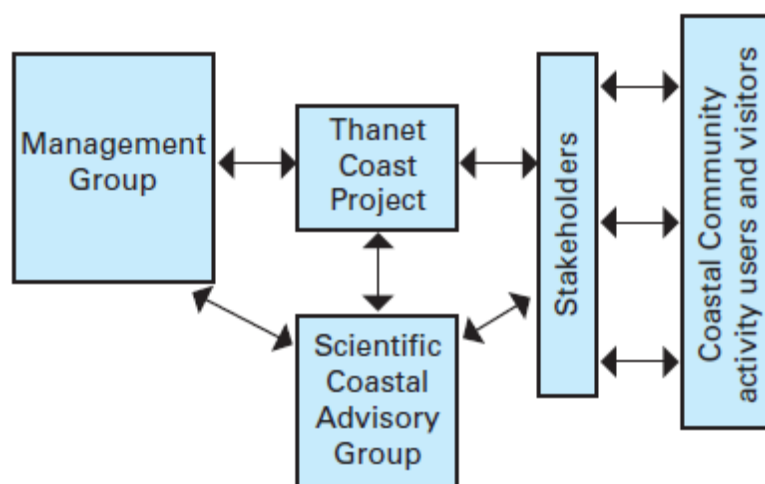 Management
Group
Thanet
Coast
Project
Scientific
Coastal
Advisory
Group
Stakeholders
Coastal Community
activity users and visitors